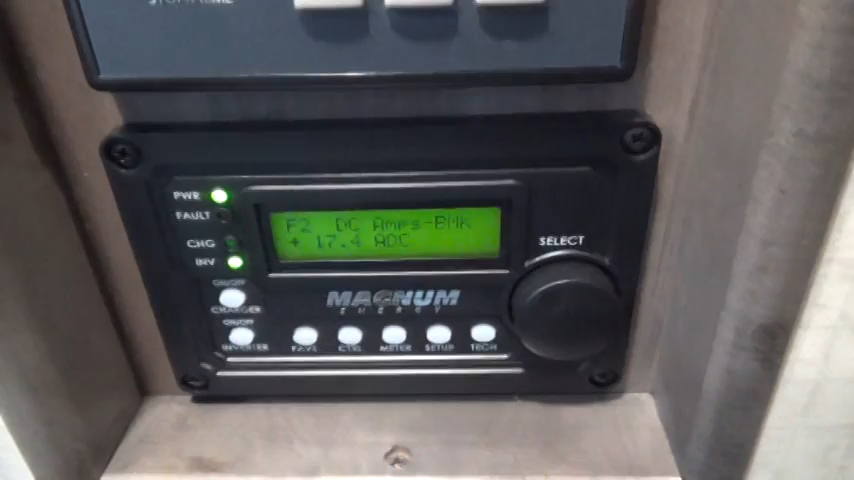 PWR
FAULT
CHG
INV
F2 DC Amps-BMK
+ 17.4 ADC
SELECT
ON/OFF
CHARGER
ON/OFF
INVERTER
MAGNUM
ENERGY
FAVS
CTRL
METER
SETUP
TECH